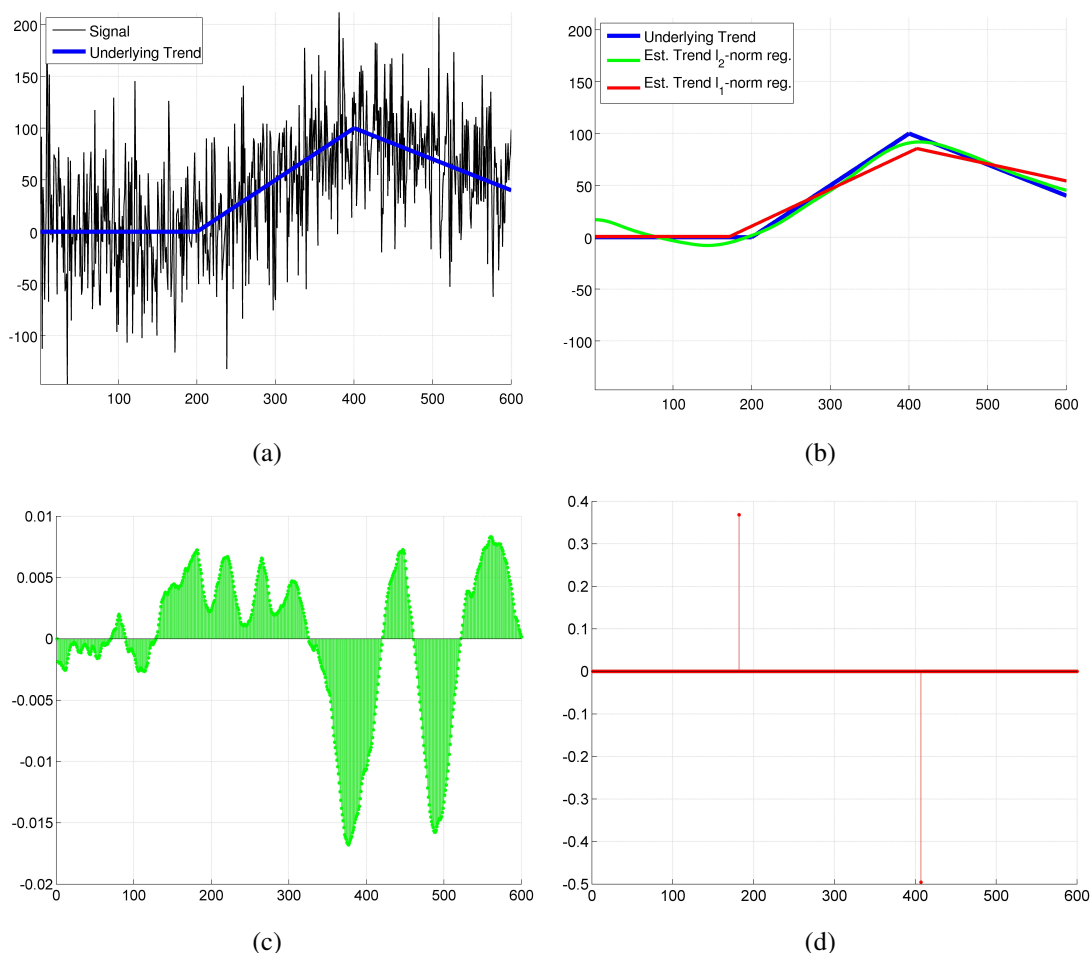 200
150
100
50
0
-50
-100
Signal
Underlying Trend
100 200 300 400 500 600
(a)
200
150
100
50
0
-50
-100
Underlying Trend
Est. Trend l2-norm reg.
Est. Trend l1-norm reg.
100 200 300 400 500 600
(b)
0.01
0.005
0
-0.005
-0.01
-0.015
-0.02
0 100 200 300 400 500 600
(c)
0.4
0.3
0.2
0.1
0
-0.1
-0.2
-0.3
-0.4
-0.5
0 100 200 300 400 500 600
(d)